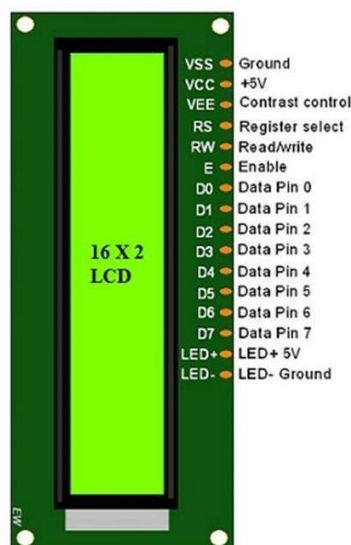 VSS Ground
VCC +5V
VEE Contrast control
RS Register select
RW Read/write
E Enable
D0 Data Pin 0
D1 Data Pin 1
D2 Data Pin 2
D3 Data Pin 3
D4 Data Pin 4
D5 Data Pin 5
D6 Data Pin 6
D7 Data Pin 7
LED+ LED+ 5V
LED- LED- Ground
16 X 2
LCD
EW